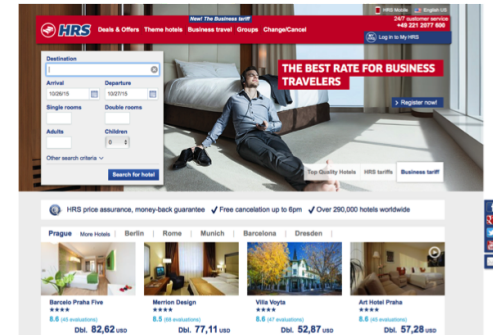 HRS Mobile English US
New! The Business tariff
HRS
Deals & Offers Theme hotels Business travel Groups Change/Cancel
24/7 customer service
+49 221 2077 600
Log in to My HRS
Destination
Arrival Departure
10/26/15 10/27/15
Single rooms Double rooms
Adults Children
0
Other search criteria
Search for hotel
THE BEST RATE FOR BUSINESS
TRAVELERS
Register now!
Top Quality Hotels HRS tariffs Business tariff
HRS price assurance, money-back guarantee Free cancelation up to 6pm Over 290,000 hotels worldwide
Prague More Hotels Berlin Rome Munich Barcelona Dresden
Barcelo Praha Five Merrion Design Villa Voyta Art Hotel Praha
8.6 8.5 8.6 8.6
evaluations) evaluations) evaluations) evaluations)
Dbl. 82,62 USD Dbl. 77,11 USD Dbl. 52,87 USD Dbl. 57,28 USD